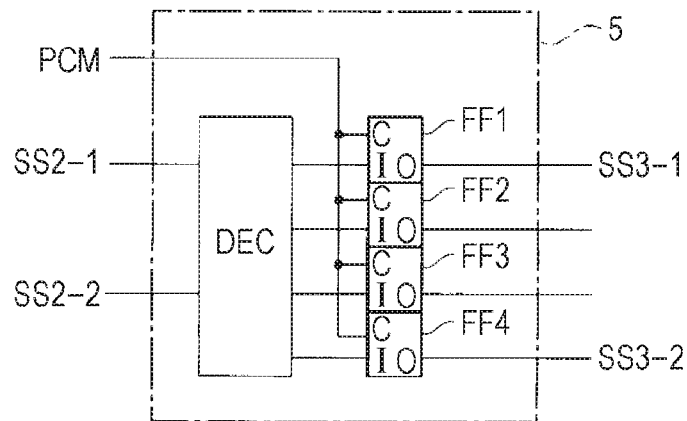 5
PCM
C
I O
FF1
SS2-1
SS3-1
C
I O
FF2
DEC
C
I O
FF3
SS2-2
C
I O
FF4
SS3-2